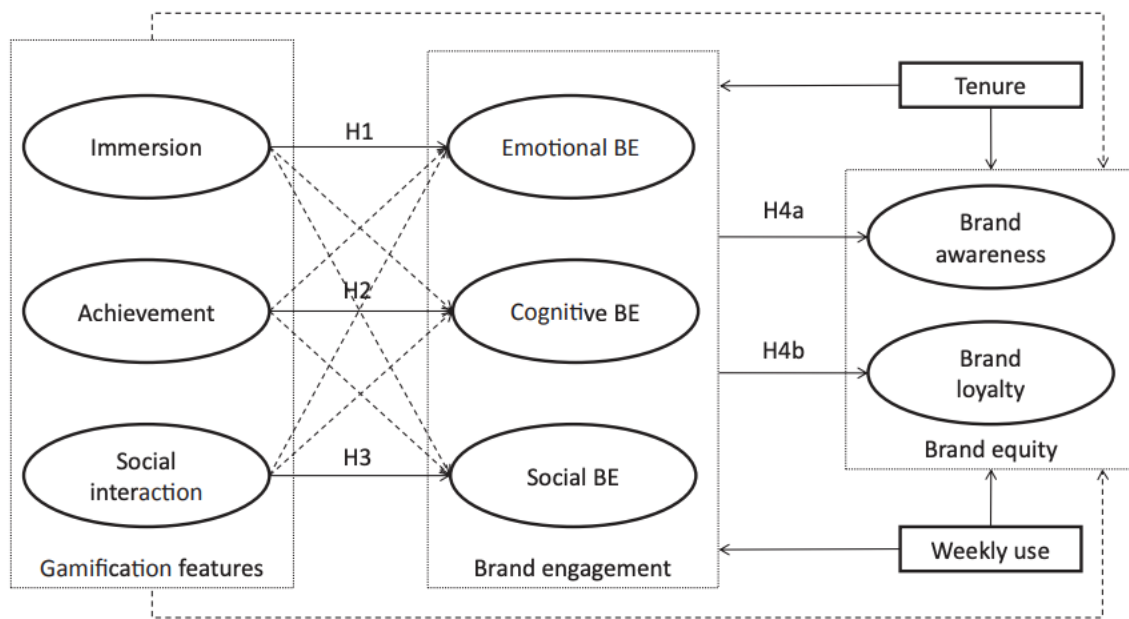 Immersion
Achievement
Social
interaction
Gamification features
H1
H2
H3
Emotional BE
Cognitive BE
Social BE
Brand engagement
H4a
H4b
Tenure
Brand
awareness
Brand
loyalty
Brand equity
Weekly use